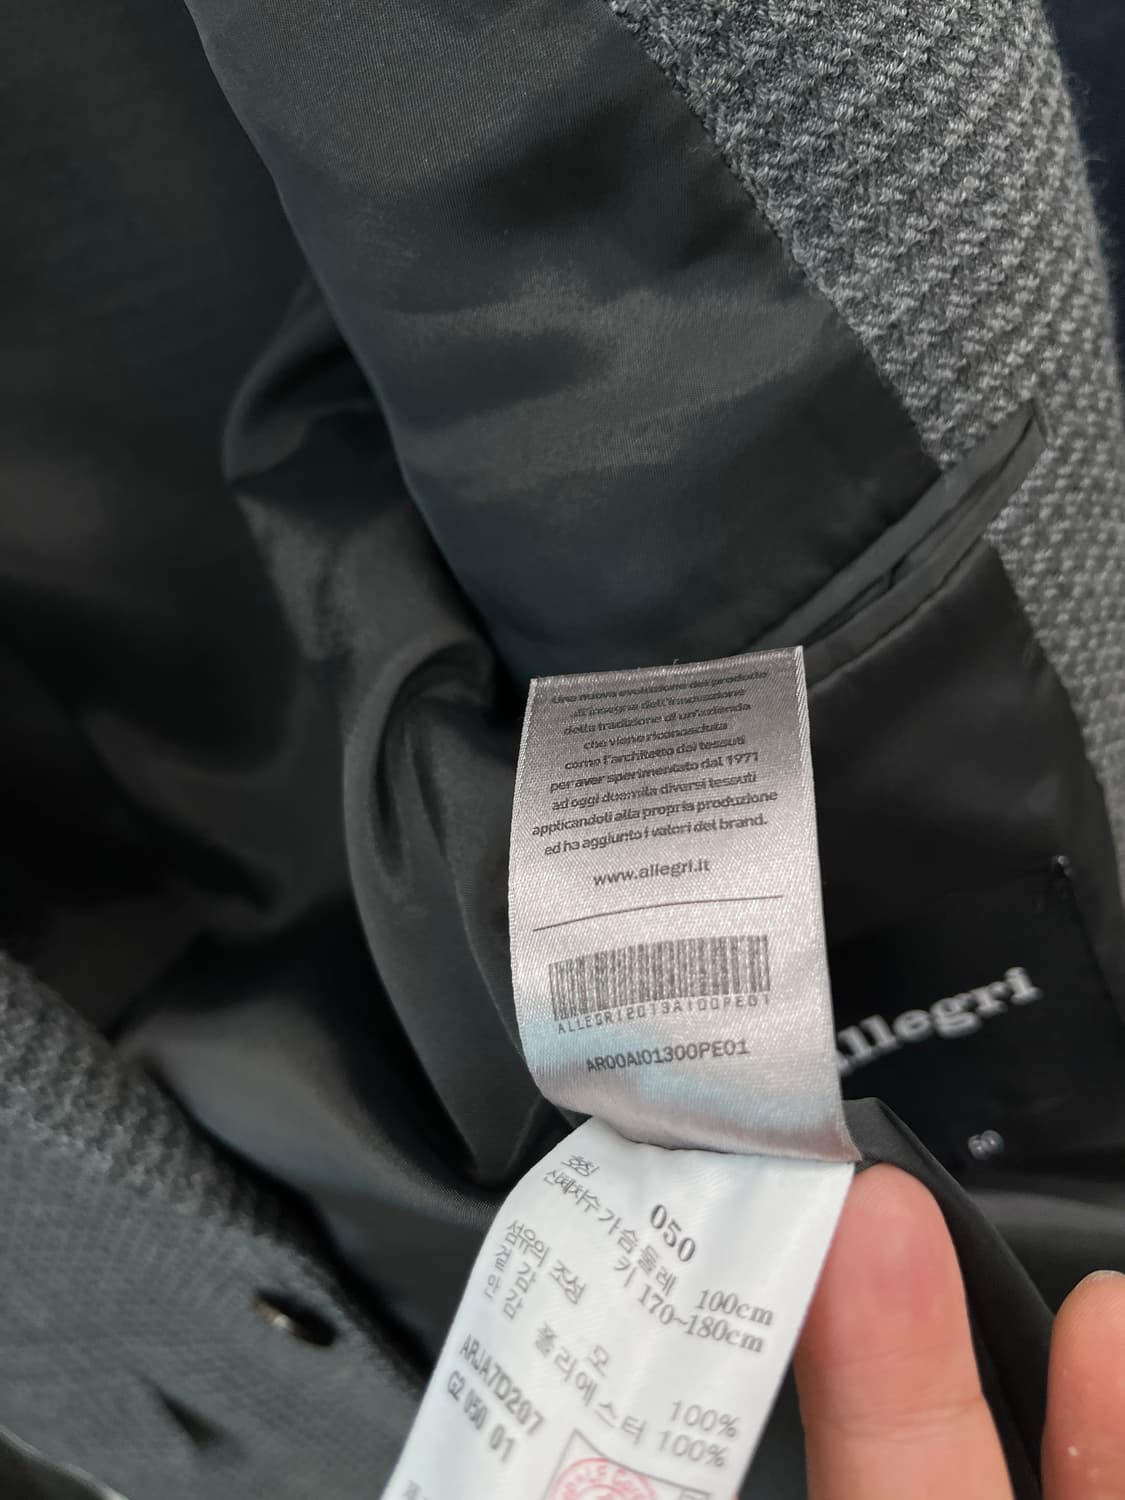 Una nuova evoluzione del prodotto
all'insegna dell'innovazione
della tradizione di un'azienda
che viene riconosciuta
come l'architetto dei tessuti
per aver sperimentato dal 1971
ad oggi duemila diversi tessuti
applicandoli alla propria produzione
ed ha aggiunto i valori del brand.
www.allegri.it
ALLEGRI2013AI00PE01
AR00AI01300PE01
Allegri
50
호칭 050
신체치수 가슴둘레 100cm
키 170~180cm
섬유의 조성
겉감 모 100%
안감 폴리에스터 100%
ARJA7D207
G2 050 01